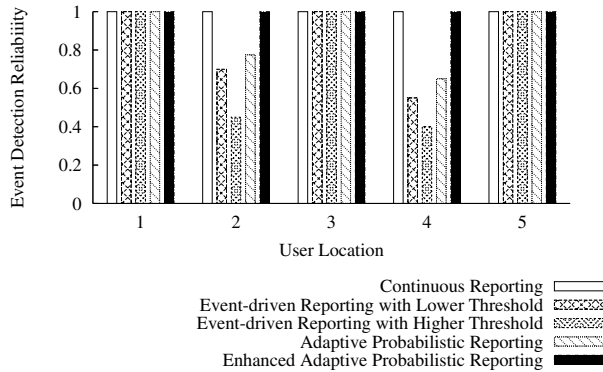 Event Detection Reliability
1
0.8
0.6
0.4
0.2
0
1 2 3 4 5
User Location
Continuous Reporting
Event-driven Reporting with Lower Threshold
Event-driven Reporting with Higher Threshold
Adaptive Probabilistic Reporting
Enhanced Adaptive Probabilistic Reporting